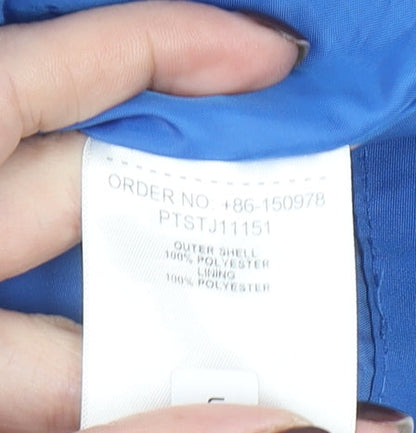 ORDER NO: +86-150978
PTSTJ11151
OUTER SHELL
100% POLYESTER
LINING
100% POLYESTER